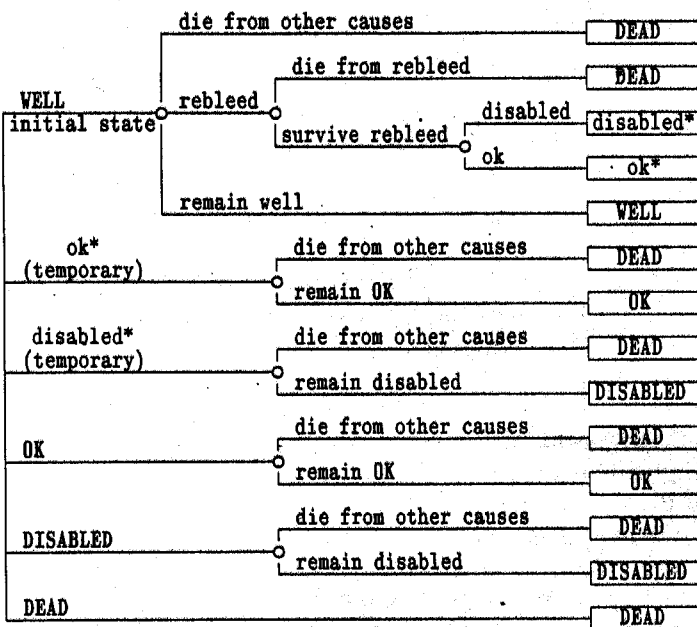 die from other causes DEAD
die from rebleed DEAD
WELL rebleed disabled disabled*
initial state survive rebleed
ok ok*
remain well WELL
ok* die from other causes DEAD
(temporary)
remain OK OK
disabled* die from other causes DEAD
(temporary)
remain disabled DISABLED
die from other causes DEAD
OK
remain OK OK
die from other causes DEAD
DISABLED
remain disabled DISABLED
DEAD DEAD